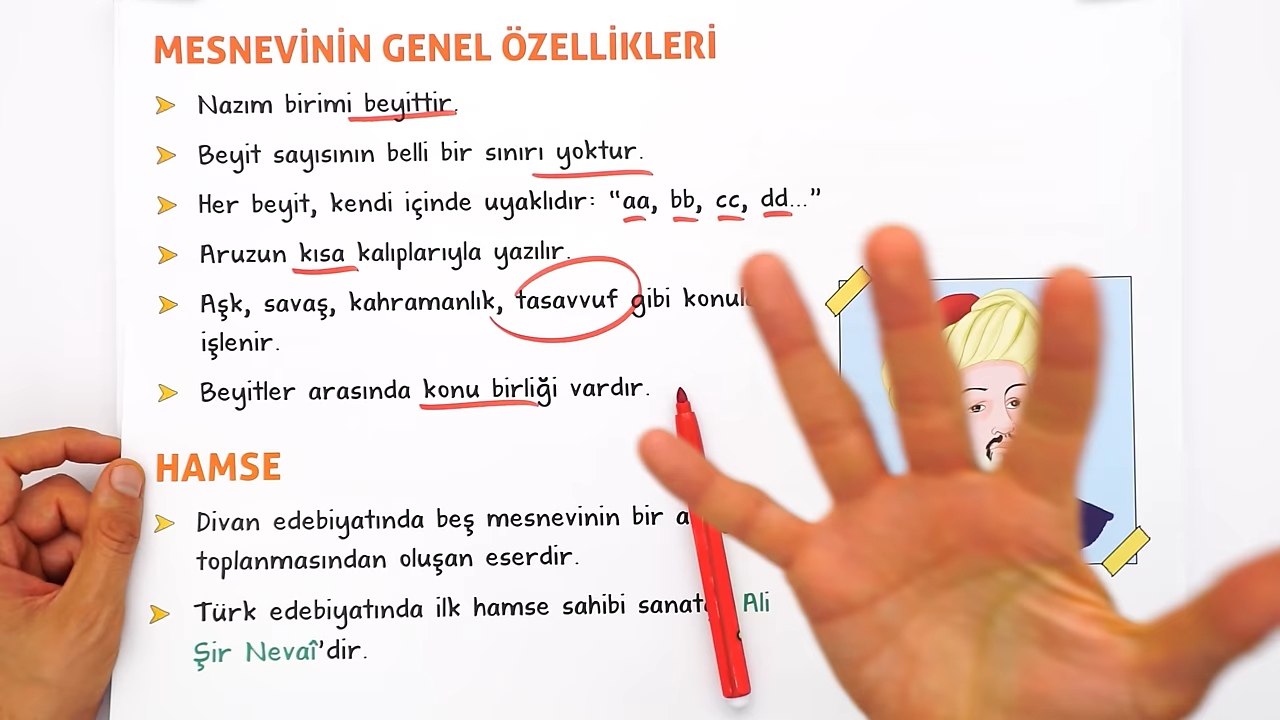 MESNEVİNİN GENEL ÖZELLİKLERİ
Nazım birimi beyittir.
Beyit sayısının belli bir sınırı yoktur.
Her beyit, kendi içinde uyaklıdır: “aa, bb, cc, dd...”
Aruzun kısa kalıplarıyla yazılır.
Aşk, savaş, kahramanlık, tasavvuf gibi
işlenir.
Beyitler arasında konu birliği vardır.
HAMSE
Divan edebiyatında beş mesnevinin bir
toplanmasından oluşan eserdir.
Türk edebiyatında ilk hamse sahibi Ali
Şir Nevaî’dir.